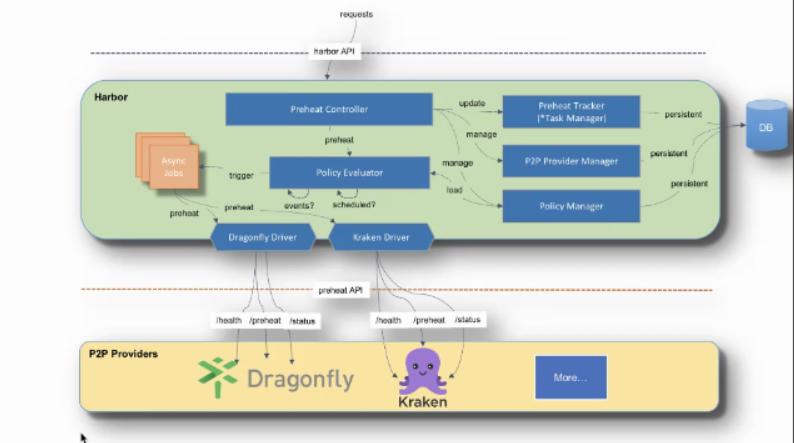 requests
harbor API
Harbor
Preheat Controller
update
Preheat Tracker
(*Task Manager)
persistent
DB
preheat
manage
Async
Jobs
trigger
Policy Evaluator
manage
P2P Provider Manager
persistent
load
persistent
events?
scheduled?
Policy Manager
preheat
preheat
Dragonfly Driver
Kraken Driver
preheat API
/health
/preheat
/status
/health
/preheat
/status
P2P Providers
Dragonfly
Kraken
More...